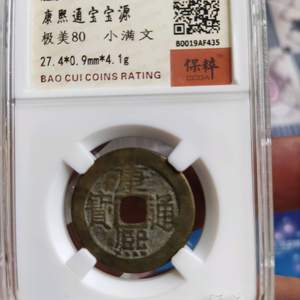 康熙通宝宝源
极美80 小满文
27.4*0.9mm*4.1g
BAO CUI COINS RATING
B0019AF435
保粹
康熙通寳